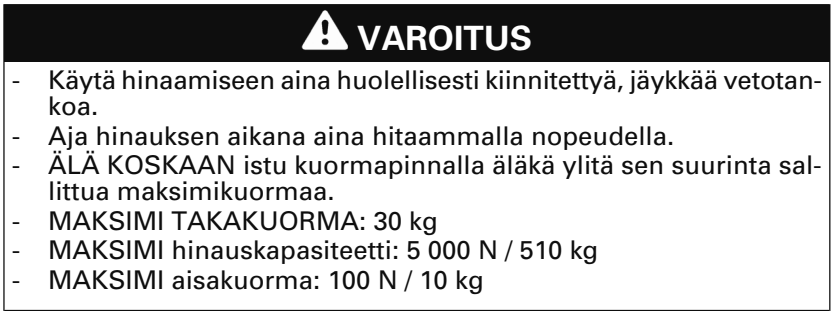 VAROITUS
- Käytä hinaamiseen aina huolellisesti kiinnitettyä, jäykkää vetotan-
koa.
- Aja hinauksen aikana aina hitaammalla nopeudella.
- ÄLÄ KOSKAAN istu kuormapinnalla äläkä ylitä sen suurinta sal-
littua maksimikuormaa.
- MAKSIMI TAKAKUORMA: 30 kg
- MAKSIMI hinauskapasiteetti: 5 000 N / 510 kg
- MAKSIMI aisakuorma: 100 N / 10 kg